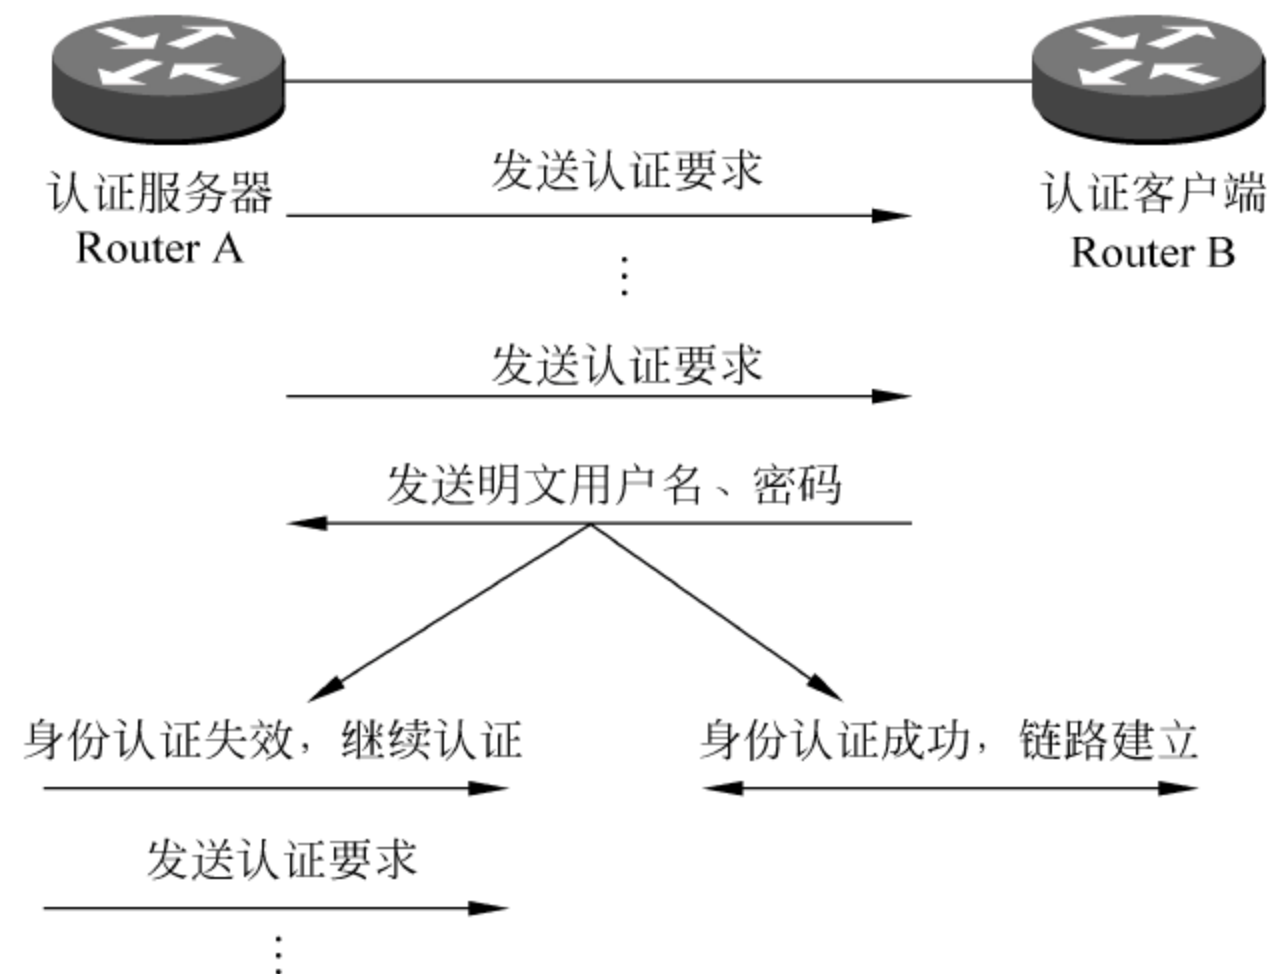 发送认证要求
认证服务器
Router A
认证客户端
Router B
⋮
发送认证要求
发送明文用户名、密码
身份认证失效，继续认证
身份认证成功，链路建立
发送认证要求
⋮